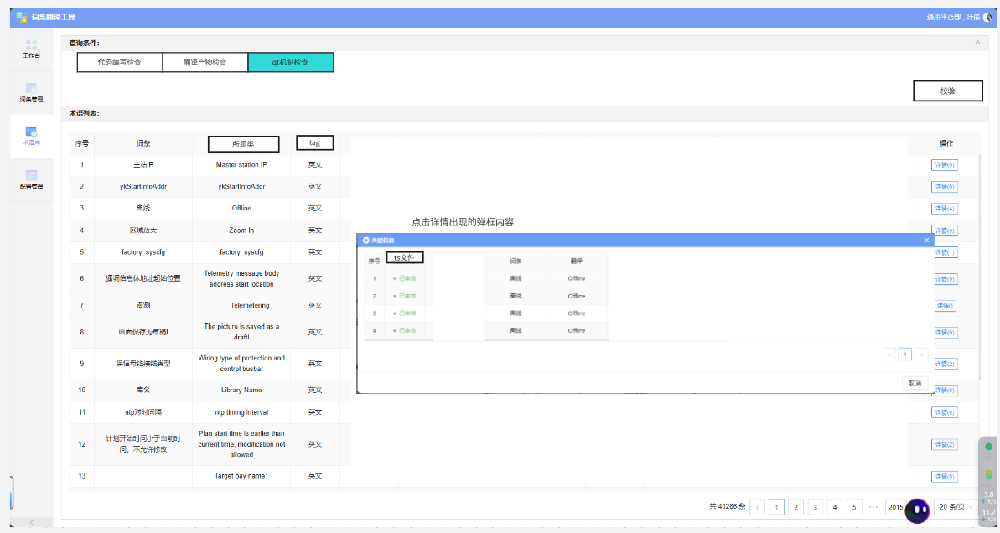 词条翻译工具
通用平台部 , 叶倩
工作台
词条管理
术语库
配置管理
查询条件:
代码编写检查
翻译产物检查
qt机制检查
校验
术语列表:
序号 词条 所属类 tag 操作
1 主站IP Master station IP 英文 详情(0)
2 ykStartInfoAddr ykStartInfoAddr 英文 详情(0)
3 离线 Offline 英文 详情(4)
4 区域放大 Zoom In 英文 详情(0)
5 factory_syscfg factory_syscfg 英文 详情(1)
6 遥调信息体地址起始位置 Telemetry message body
address start location 英文 详情(0)
7 遥测 Telemetering 英文 详情()
8 画面保存为草稿! The picture is saved as a
draft! 英文 详情(0)
9 保信母线接线类型 Wiring type of protection and
control busbar 英文 详情(2)
10 库名 Library Name 英文 详情(0)
11 ntp对时间隔 ntp timing interval 英文 详情(0)
12 计划开始时间小于当前时
间，不允许修改 Plan start time is earlier than
current time, modification not
allowed 英文 详情(2)
13 Target bay name: 英文 详情(0)
点击详情出现的弹框内容
关联信息
序号 ts文件 词条 翻译
1 已审核 离线 Offline
2 已审核 离线 Offline
3 已审核 离线 Offline
4 已审核 离线 Offline
< 1 >
取消
共 40286 条 < 1 2 3 4 5 ••• 2015 20 条/页
3.0
K/s
11.2
K/s